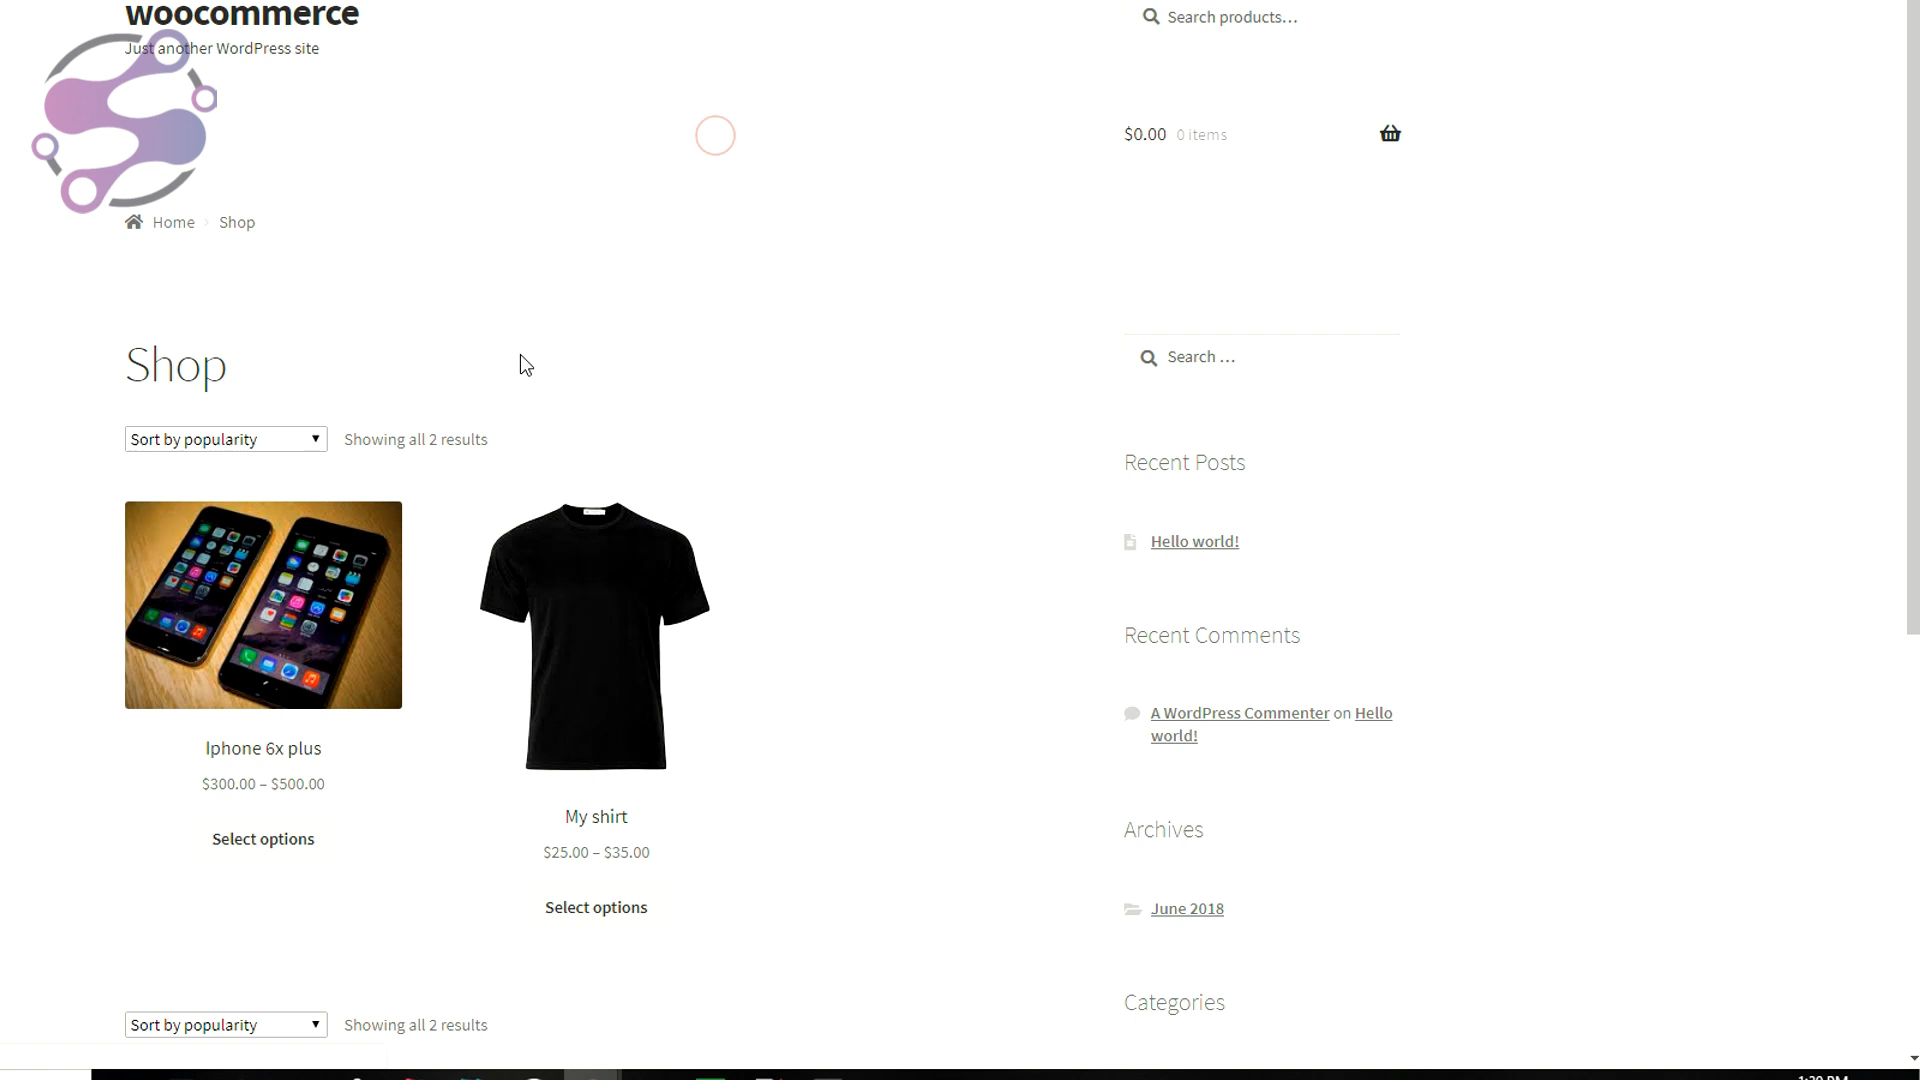 woocommerce
Just another WordPress site
Search products…
$0.00 0 items
Home Shop
Shop
Search …
Sort by popularity
Showing all 2 results
Iphone 6x plus
$300.00 – $500.00
Select options
My shirt
$25.00 – $35.00
Select options
Sort by popularity
Showing all 2 results
Recent Posts
Hello world!
Recent Comments
A WordPress Commenter on Hello
world!
Archives
June 2018
Categories